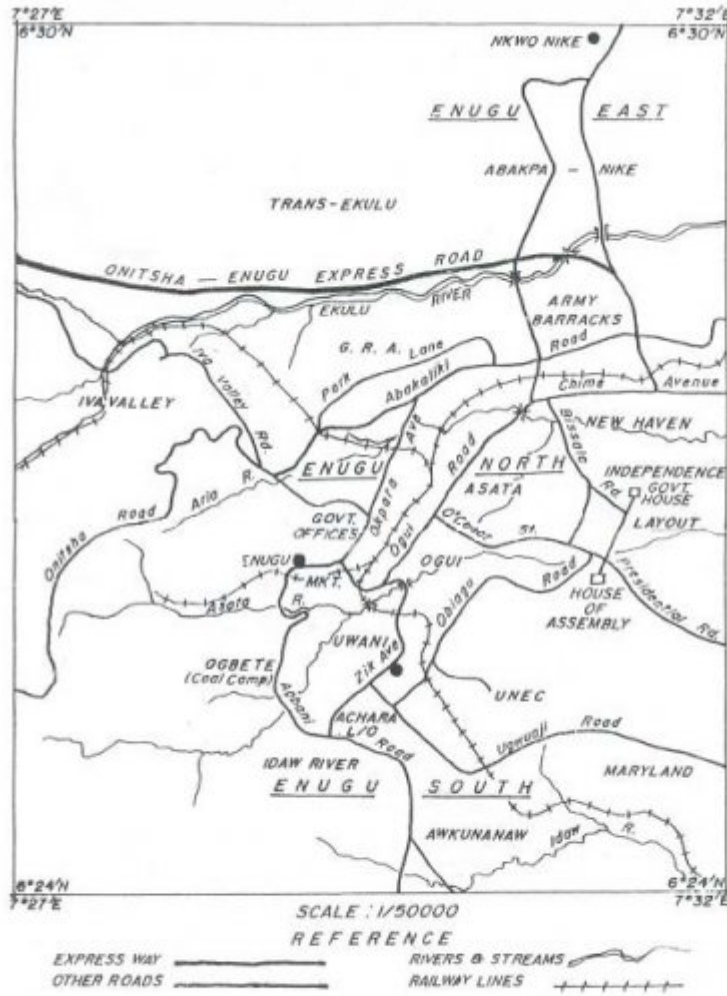 7°27'E 7°32'E
6°30'N 6°30'N
NKWO NIKE
ENUGU EAST
ABAKPA - NIKE
TRANS-EKULU
ONITSHA — ENUGU EXPRESS ROAD
RIVER
EKULU
ARMY
BARRACKS
G. R. A. Lane
Park
Abakaliki Road
Iva Valley Rd.
IVA VALLEY
Chime Avenue
NEW HAVEN
Bissala Rd
ENUGU NORTH
ASATA
INDEPENDENCE
GOVT.
HOUSE
LAYOUT
Onitsha Road
Aria R.
GOVT.
OFFICES
Akpara Ave
Ogui Road
O'Conor St.
ENUGU
MKT.
OGUI
Asata R.
Obiagu Road
HOUSE
OF
ASSEMBLY
Presidential Rd.
UWANI
Zik Ave
OGBETE
(Coal Camp)
UNEC
Agbani Road
ACHARA
L/O
Ugwuaji Road
IDAW RIVER
MARYLAND
ENUGU SOUTH
AWKUNANAW
Idaw R.
6°24'N 6°24'N
7°27'E 7°32'E
SCALE : 1/50000
REFERENCE
EXPRESS WAY RIVERS & STREAMS
OTHER ROADS RAILWAY LINES